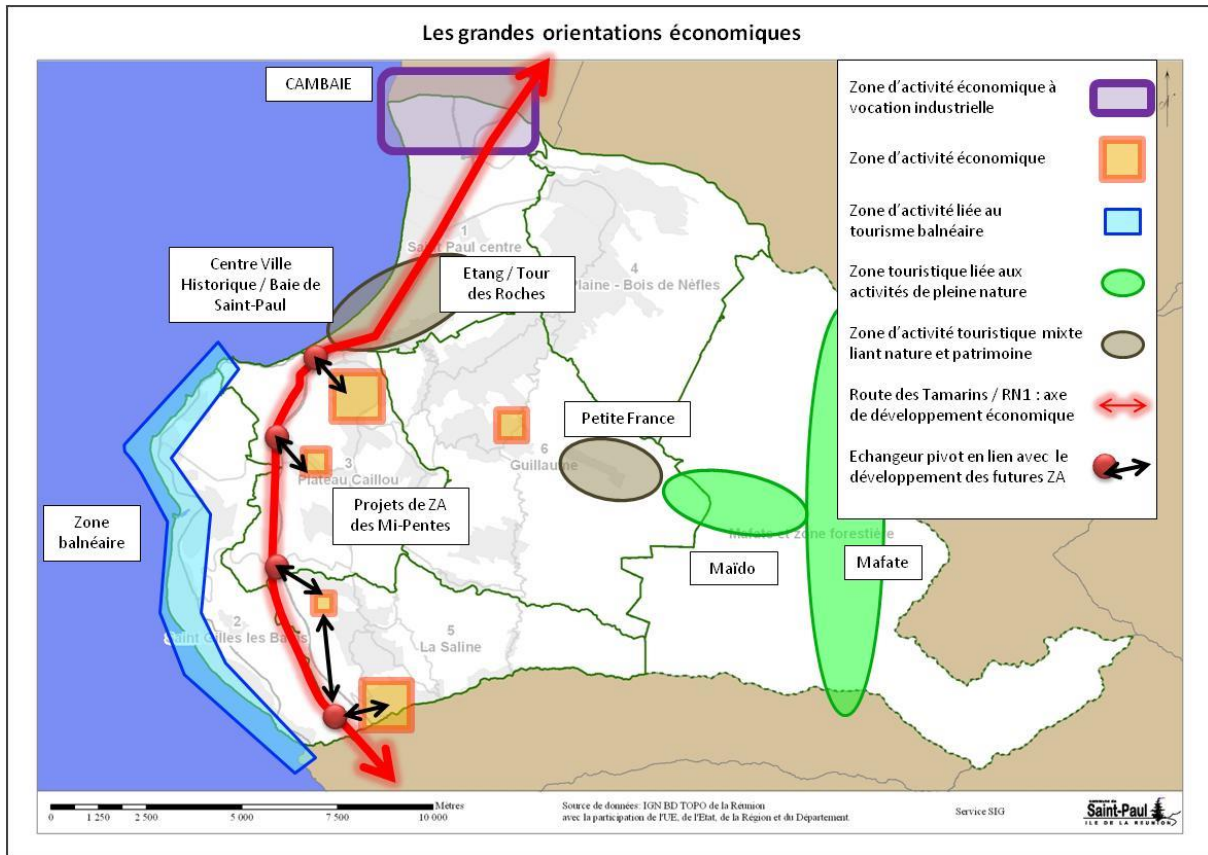 Les grandes orientations économiques
CAMBAIE
Zone d'activité économique à
vocation industrielle
Zone d'activité économique
Zone d'activité liée au
tourisme balnéaire
Zone touristique liée aux
activités de pleine nature
Zone d'activité touristique mixte
liant nature et patrimoine
Route des Tamarins / RN1 : axe
de développement économique
Echangeur pivot en lien avec le
développement des futures ZA
1
Saint Paul centre
Centre Ville
Historique / Baie de
Saint-Paul
Etang / Tour
des Roches
4
Plaine - Bois de Nèfles
Petite France
6
Guillaume
3
Plateau Caillou
Projets de ZA
des Mi-Pentes
Zone
balnéaire
Mafate et zone forestière
Maïdo
Mafate
2
Saint Gilles les Bains
5
La Saline
Mètres
0 1 250 2 500 5 000 7 500 10 000
Source de données: IGN BD TOPO de la Réunion
avec la participation de l'UE, de l'Etat, de la Région et du Département.
Service SIG
COMMUNE DE
Saint-Paul
ILE DE LA REUNION